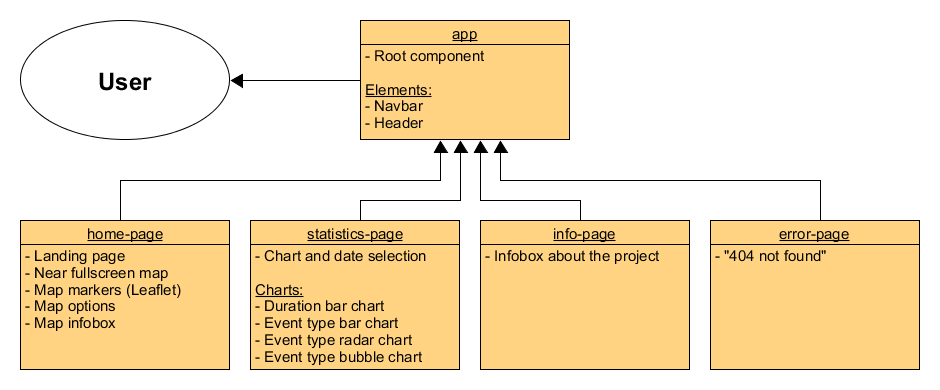 User
app
- Root component
Elements:
- Navbar
- Header
home-page
- Landing page
- Near fullscreen map
- Map markers (Leaflet)
- Map options
- Map infobox
statistics-page
- Chart and date selection
Charts:
- Duration bar chart
- Event type bar chart
- Event type radar chart
- Event type bubble chart
info-page
- Infobox about the project
error-page
- "404 not found"